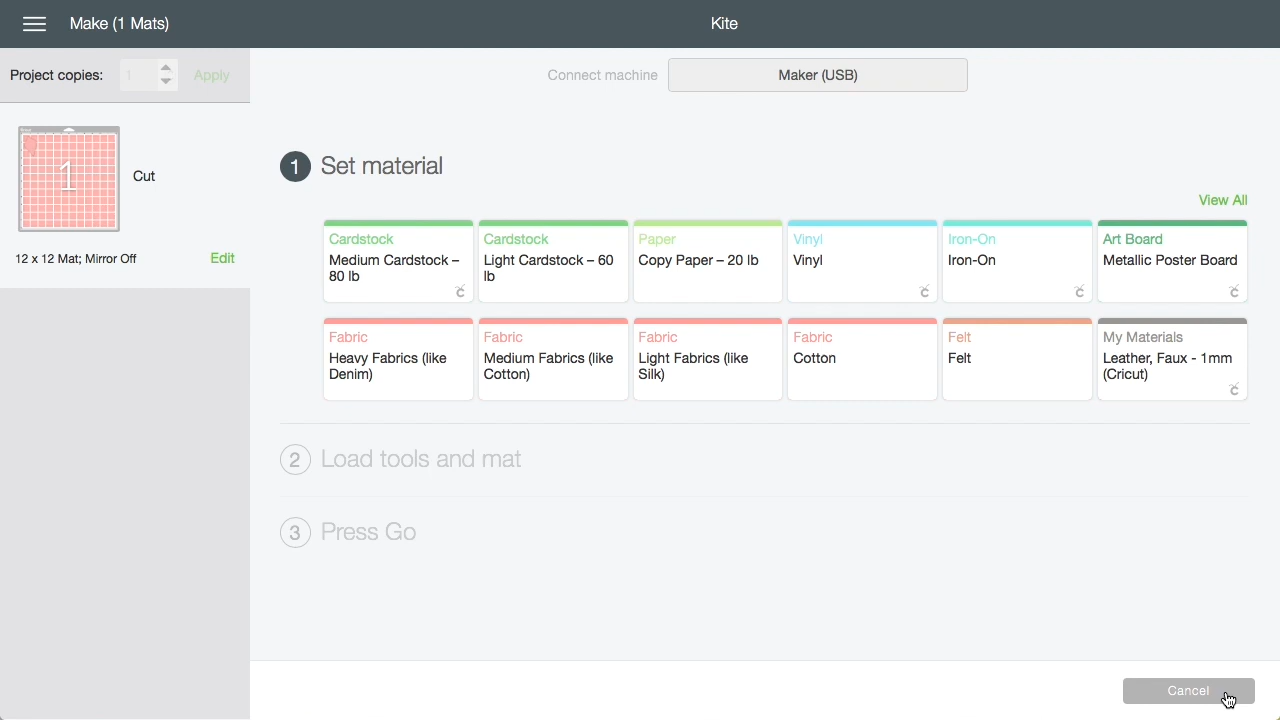 Make (1 Mats)
Kite
Project copies:
1
Apply
Connect machine
Maker (USB)
1
Cut
12 x 12 Mat; Mirror Off
Edit
1 Set material
View All
Cardstock
Medium Cardstock –
80 lb
Cardstock
Light Cardstock – 60
lb
Paper
Copy Paper – 20 lb
Vinyl
Vinyl
Iron-On
Iron-On
Art Board
Metallic Poster Board
Fabric
Heavy Fabrics (like
Denim)
Fabric
Medium Fabrics (like
Cotton)
Fabric
Light Fabrics (like
Silk)
Fabric
Cotton
Felt
Felt
My Materials
Leather, Faux - 1mm
(Cricut)
2 Load tools and mat
3 Press Go
Cancel